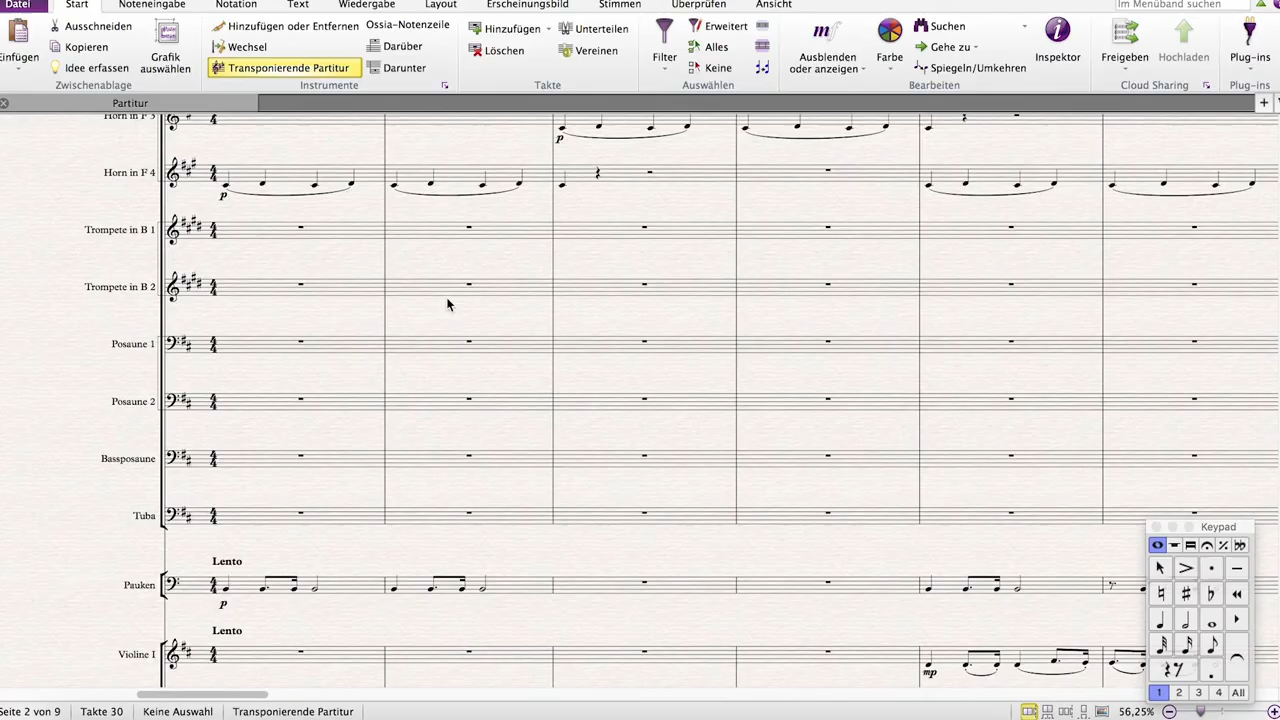 Datei Start Noteneingabe Notation Text Wiedergabe Layout Erscheinungsbild Stimmen Überprüfen Ansicht Im Menüband suchen
Einfügen
Ausschneiden
Kopieren
Idee erfassen
Grafik
auswählen
Zwischenablage
Hinzufügen oder Entfernen
Wechsel
Transponierende Partitur
Ossia-Notenzeile
Darüber
Darunter
Instrumente
Hinzufügen
Löschen
Unterteilen
Vereinen
Takte
Filter
Erweitert
Alles
Keine
Auswählen
mf
Ausblenden
oder anzeigen
Farbe
Suchen
Gehe zu
Spiegeln/Umkehren
Inspektor
Bearbeiten
Freigeben
Hochladen
Cloud Sharing
Plug-ins
Plug-ins
Partitur
Horn in F 3
p
Horn in F 4
p
Trompete in B 1
Trompete in B 2
Posaune 1
Posaune 2
Bassposaune
Tuba
Keypad
Lento
Pauken
p
Lento
Violine I
mp
1 2 3 4 All
Seite 2 von 9 Takte 30 Keine Auswahl Transponierende Partitur 56,25%